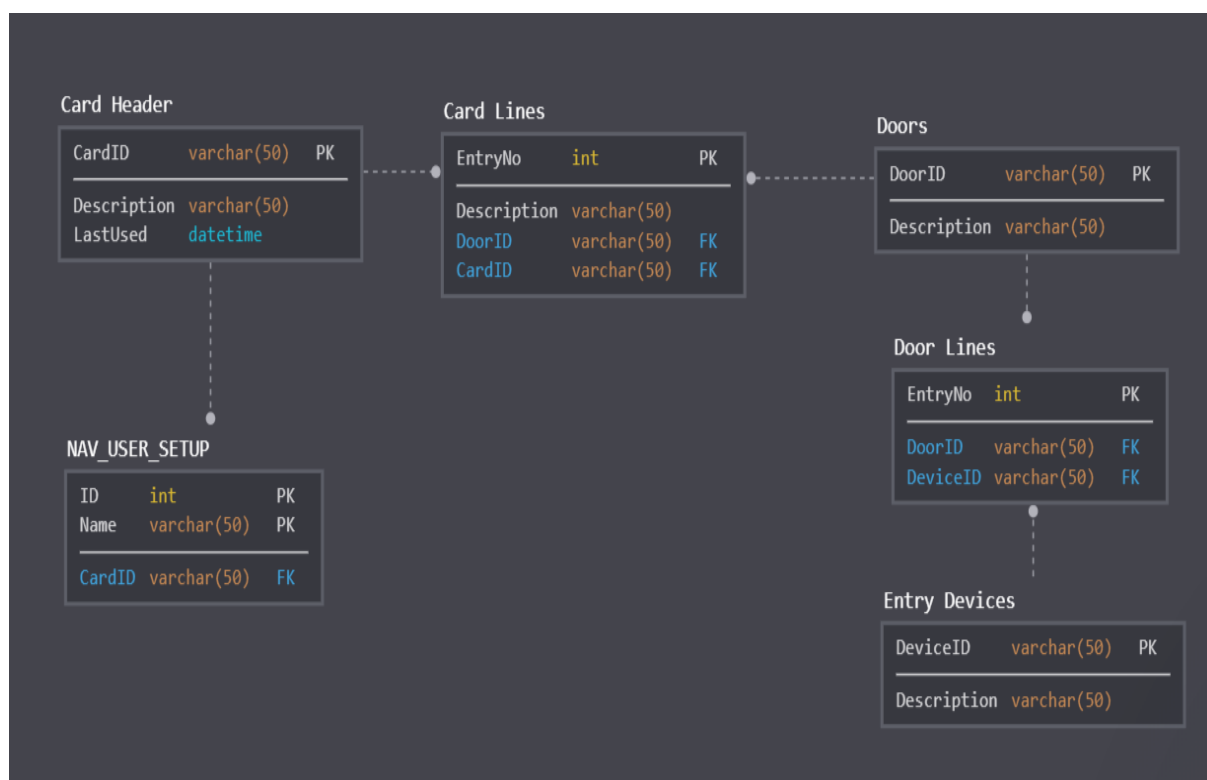 Card Header
CardID varchar(50) PK
Description varchar(50)
LastUsed datetime
Card Lines
EntryNo int PK
Description varchar(50)
DoorID varchar(50) FK
CardID varchar(50) FK
Doors
DoorID varchar(50) PK
Description varchar(50)
Door Lines
EntryNo int PK
DoorID varchar(50) FK
DeviceID varchar(50) FK
NAV_USER_SETUP
ID int PK
Name varchar(50) PK
CardID varchar(50) FK
Entry Devices
DeviceID varchar(50) PK
Description varchar(50)